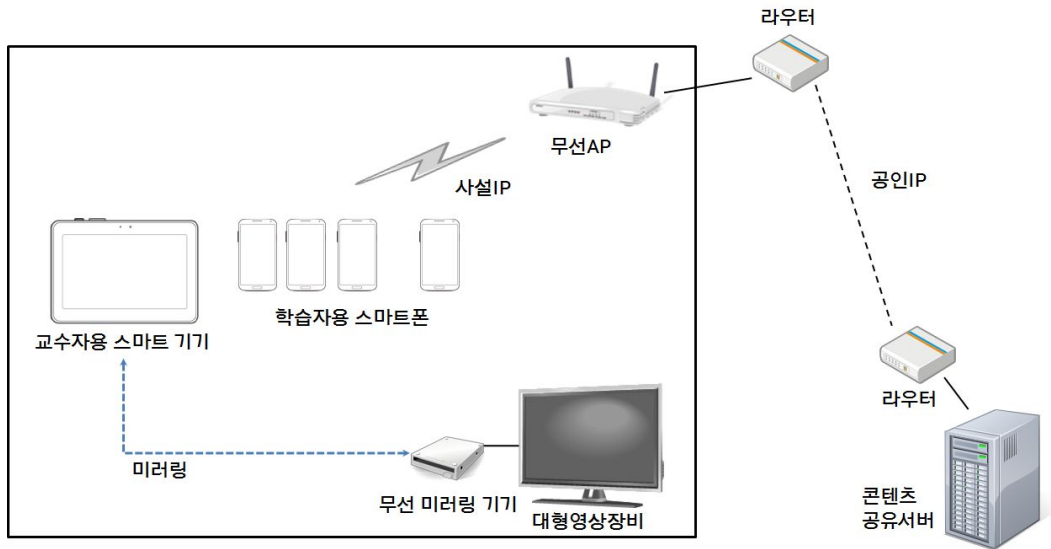 라우터
무선AP
사설IP
공인IP
학습자용 스마트폰
교수자용 스마트 기기
라우터
미러링
무선 미러링 기기
대형영상장비
콘텐츠
공유서버